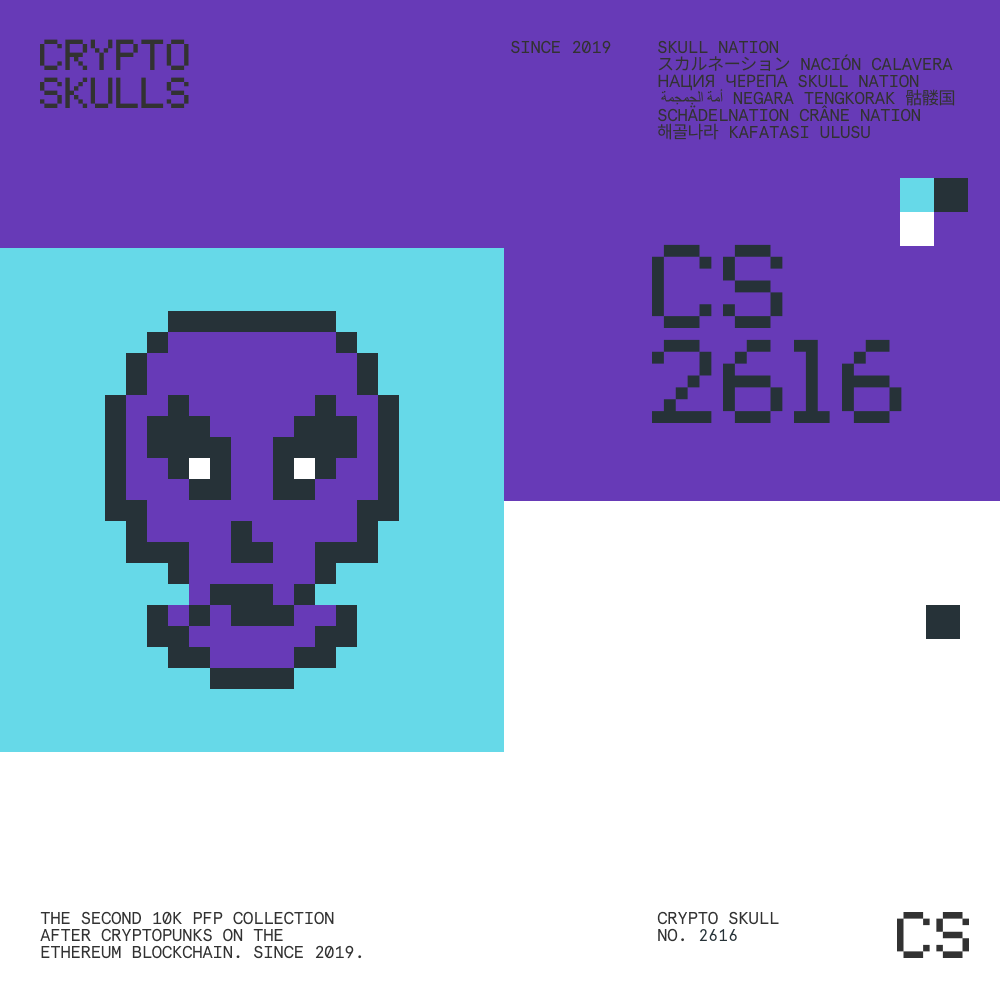 CRYPTO
SKULLS
SINCE 2019
SKULL NATION
スカルネーション NACIÓN CALAVERA
НАЦИЯ ЧЕРЕПА SKULL NATION
أمة الجمجمة NEGARA TENGKORAK 骷髅国
SCHÄDELNATION CRÂNE NATION
해골나라 KAFATASI ULUSU
CS
2616
THE SECOND 10K PFP COLLECTION
AFTER CRYPTOPUNKS ON THE
ETHEREUM BLOCKCHAIN. SINCE 2019.
CRYPTO SKULL
NO. 2616
CS